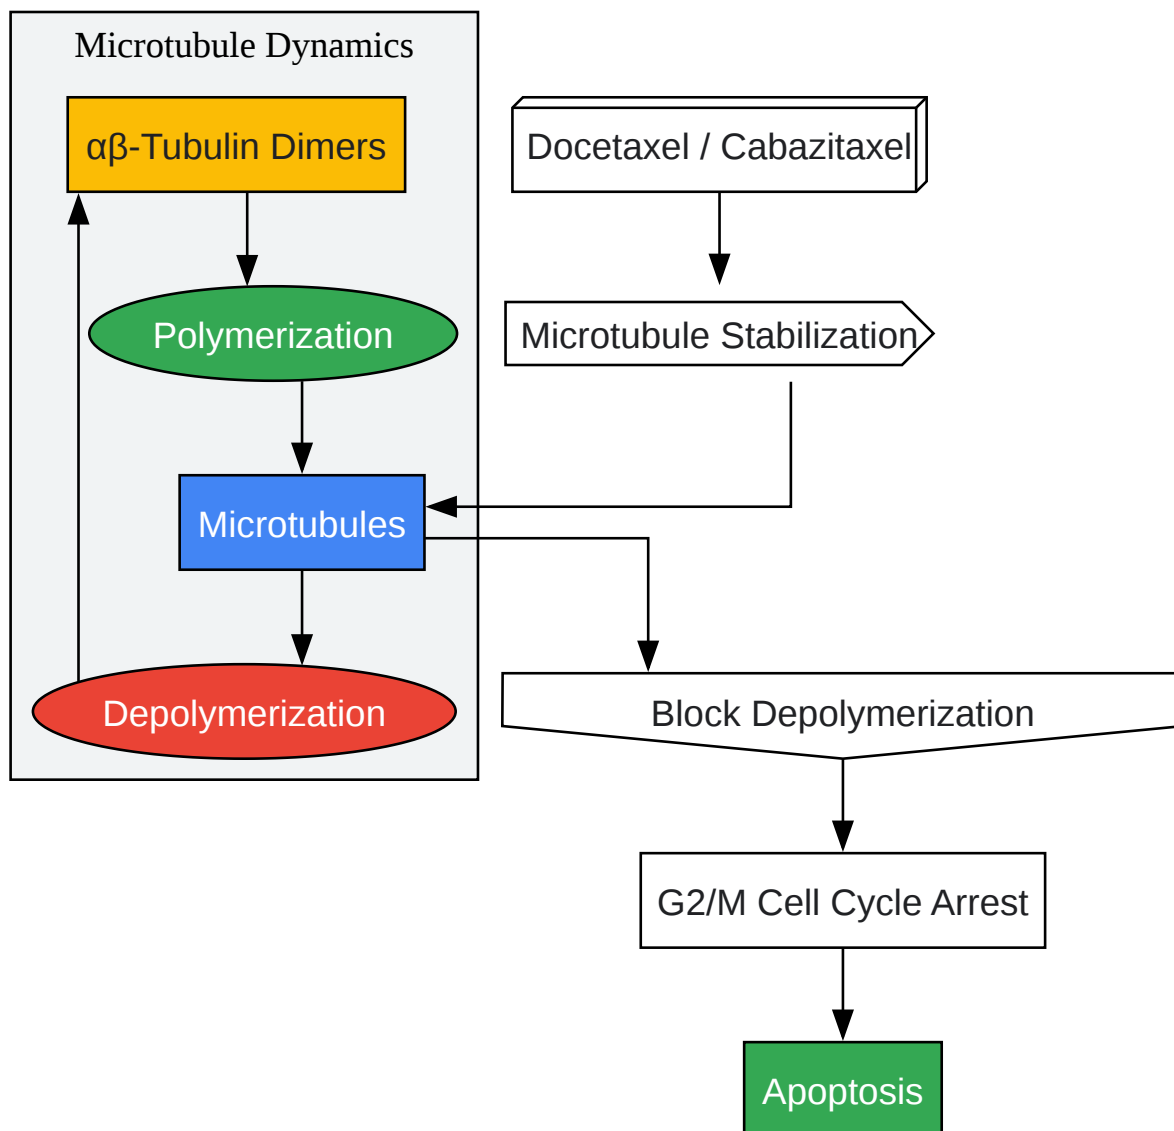 Microtubule Dynamics
αβ-Tubulin Dimers
Docetaxel / Cabazitaxel
Polymerization
Microtubule Stabilization
Microtubules
Depolymerization
Block Depolymerization
G2/M Cell Cycle Arrest
Apoptosis